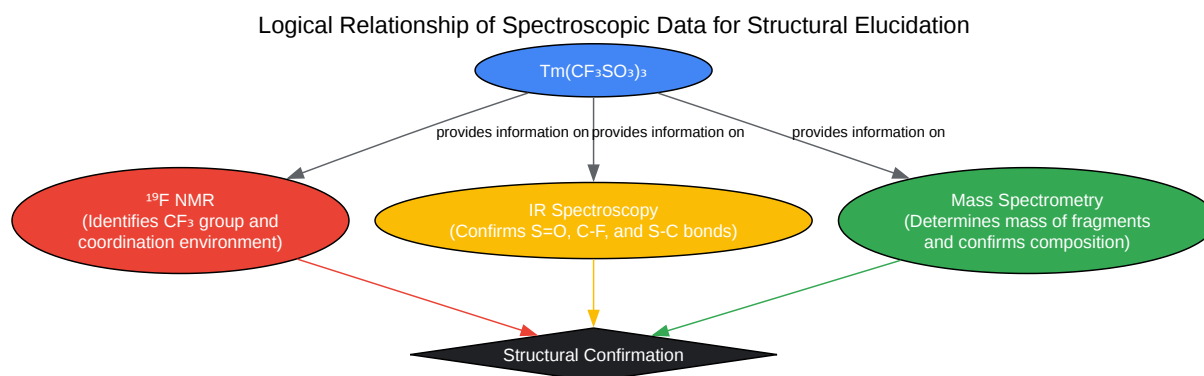 Logical Relationship of Spectroscopic Data for Structural Elucidation
Tm(CF₃SO₃)₃
provides information on
provides information on
provides information on
¹⁹F NMR
(Identifies CF₃ group and
coordination environment)
IR Spectroscopy
(Confirms S=O, C-F, and S-C bonds)
Mass Spectrometry
(Determines mass of fragments
and confirms composition)
Structural Confirmation